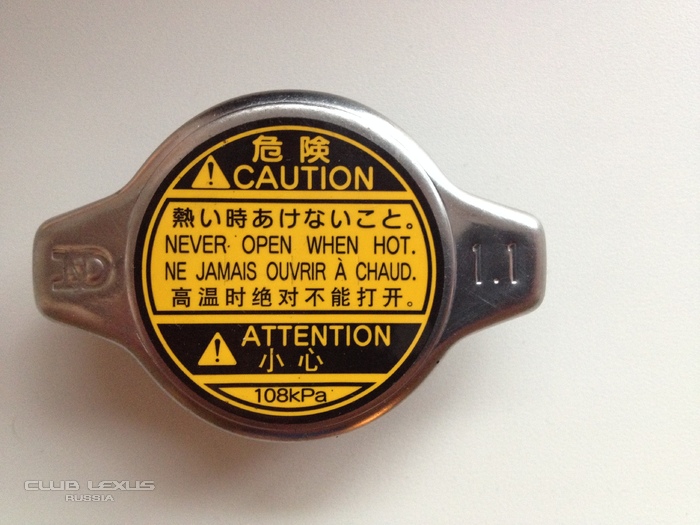 危険
CAUTION
熱い時あけないこと。
NEVER OPEN WHEN HOT.
NE JAMAIS OUVRIR À CHAUD.
高温时绝对不能打开。
ATTENTION
小心
108kPa
1.1
CLUB LEXUS
RUSSIA